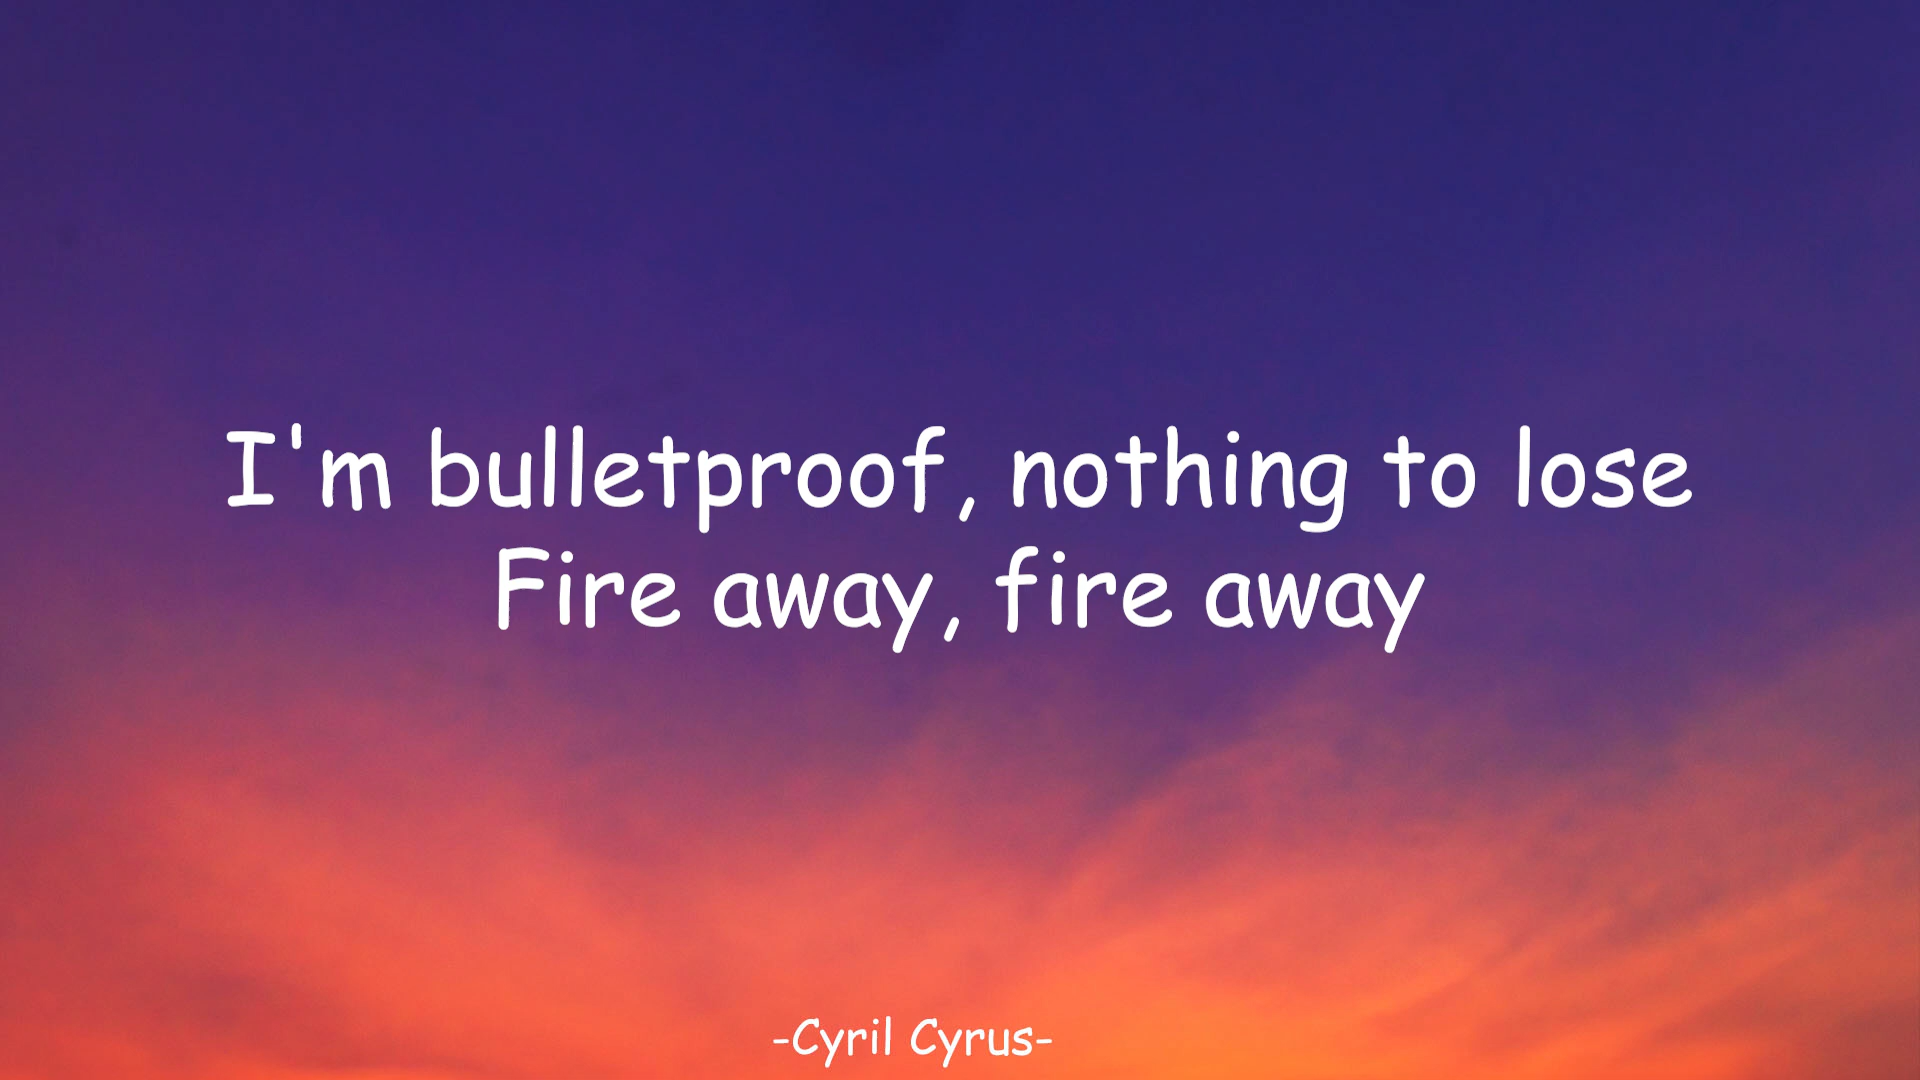 I'm bulletproof, nothing to lose
Fire away, fire away
-Cyril Cyrus-